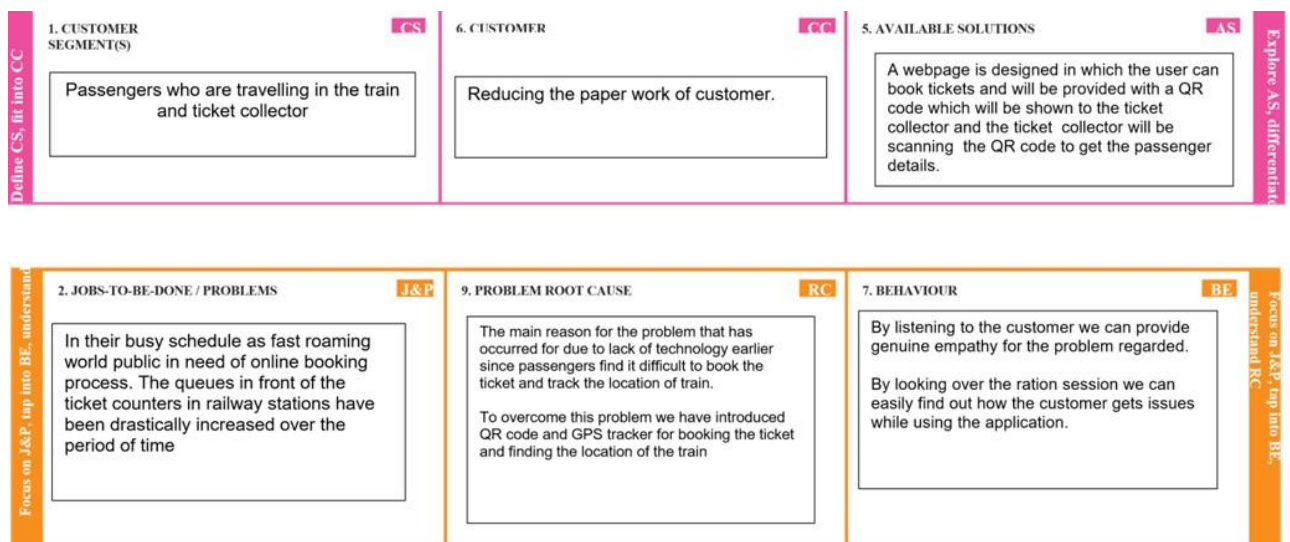 Define CS, fit into CC
1. CUSTOMER
SEGMENT(S)
CS
Passengers who are travelling in the train
and ticket collector
6. CUSTOMER
CC
Reducing the paper work of customer.
5. AVAILABLE SOLUTIONS
AS
A webpage is designed in which the user can
book tickets and will be provided with a QR
code which will be shown to the ticket
collector and the ticket collector will be
scanning the QR code to get the passenger
details.
Explore AS, differentiate
Focus on J&P, tap into BE, understand
2. JOBS-TO-BE-DONE / PROBLEMS
J&P
In their busy schedule as fast roaming
world public in need of online booking
process. The queues in front of the
ticket counters in railway stations have
been drastically increased over the
period of time
9. PROBLEM ROOT CAUSE
RC
The main reason for the problem that has
occurred for due to lack of technology earlier
since passengers find it difficult to book the
ticket and track the location of train.
To overcome this problem we have introduced
QR code and GPS tracker for booking the ticket
and finding the location of the train
7. BEHAVIOUR
BE
By listening to the customer we can provide
genuine empathy for the problem regarded.
By looking over the ration session we can
easily find out how the customer gets issues
while using the application.
Focus on J&P, tap into BE,
understand RC